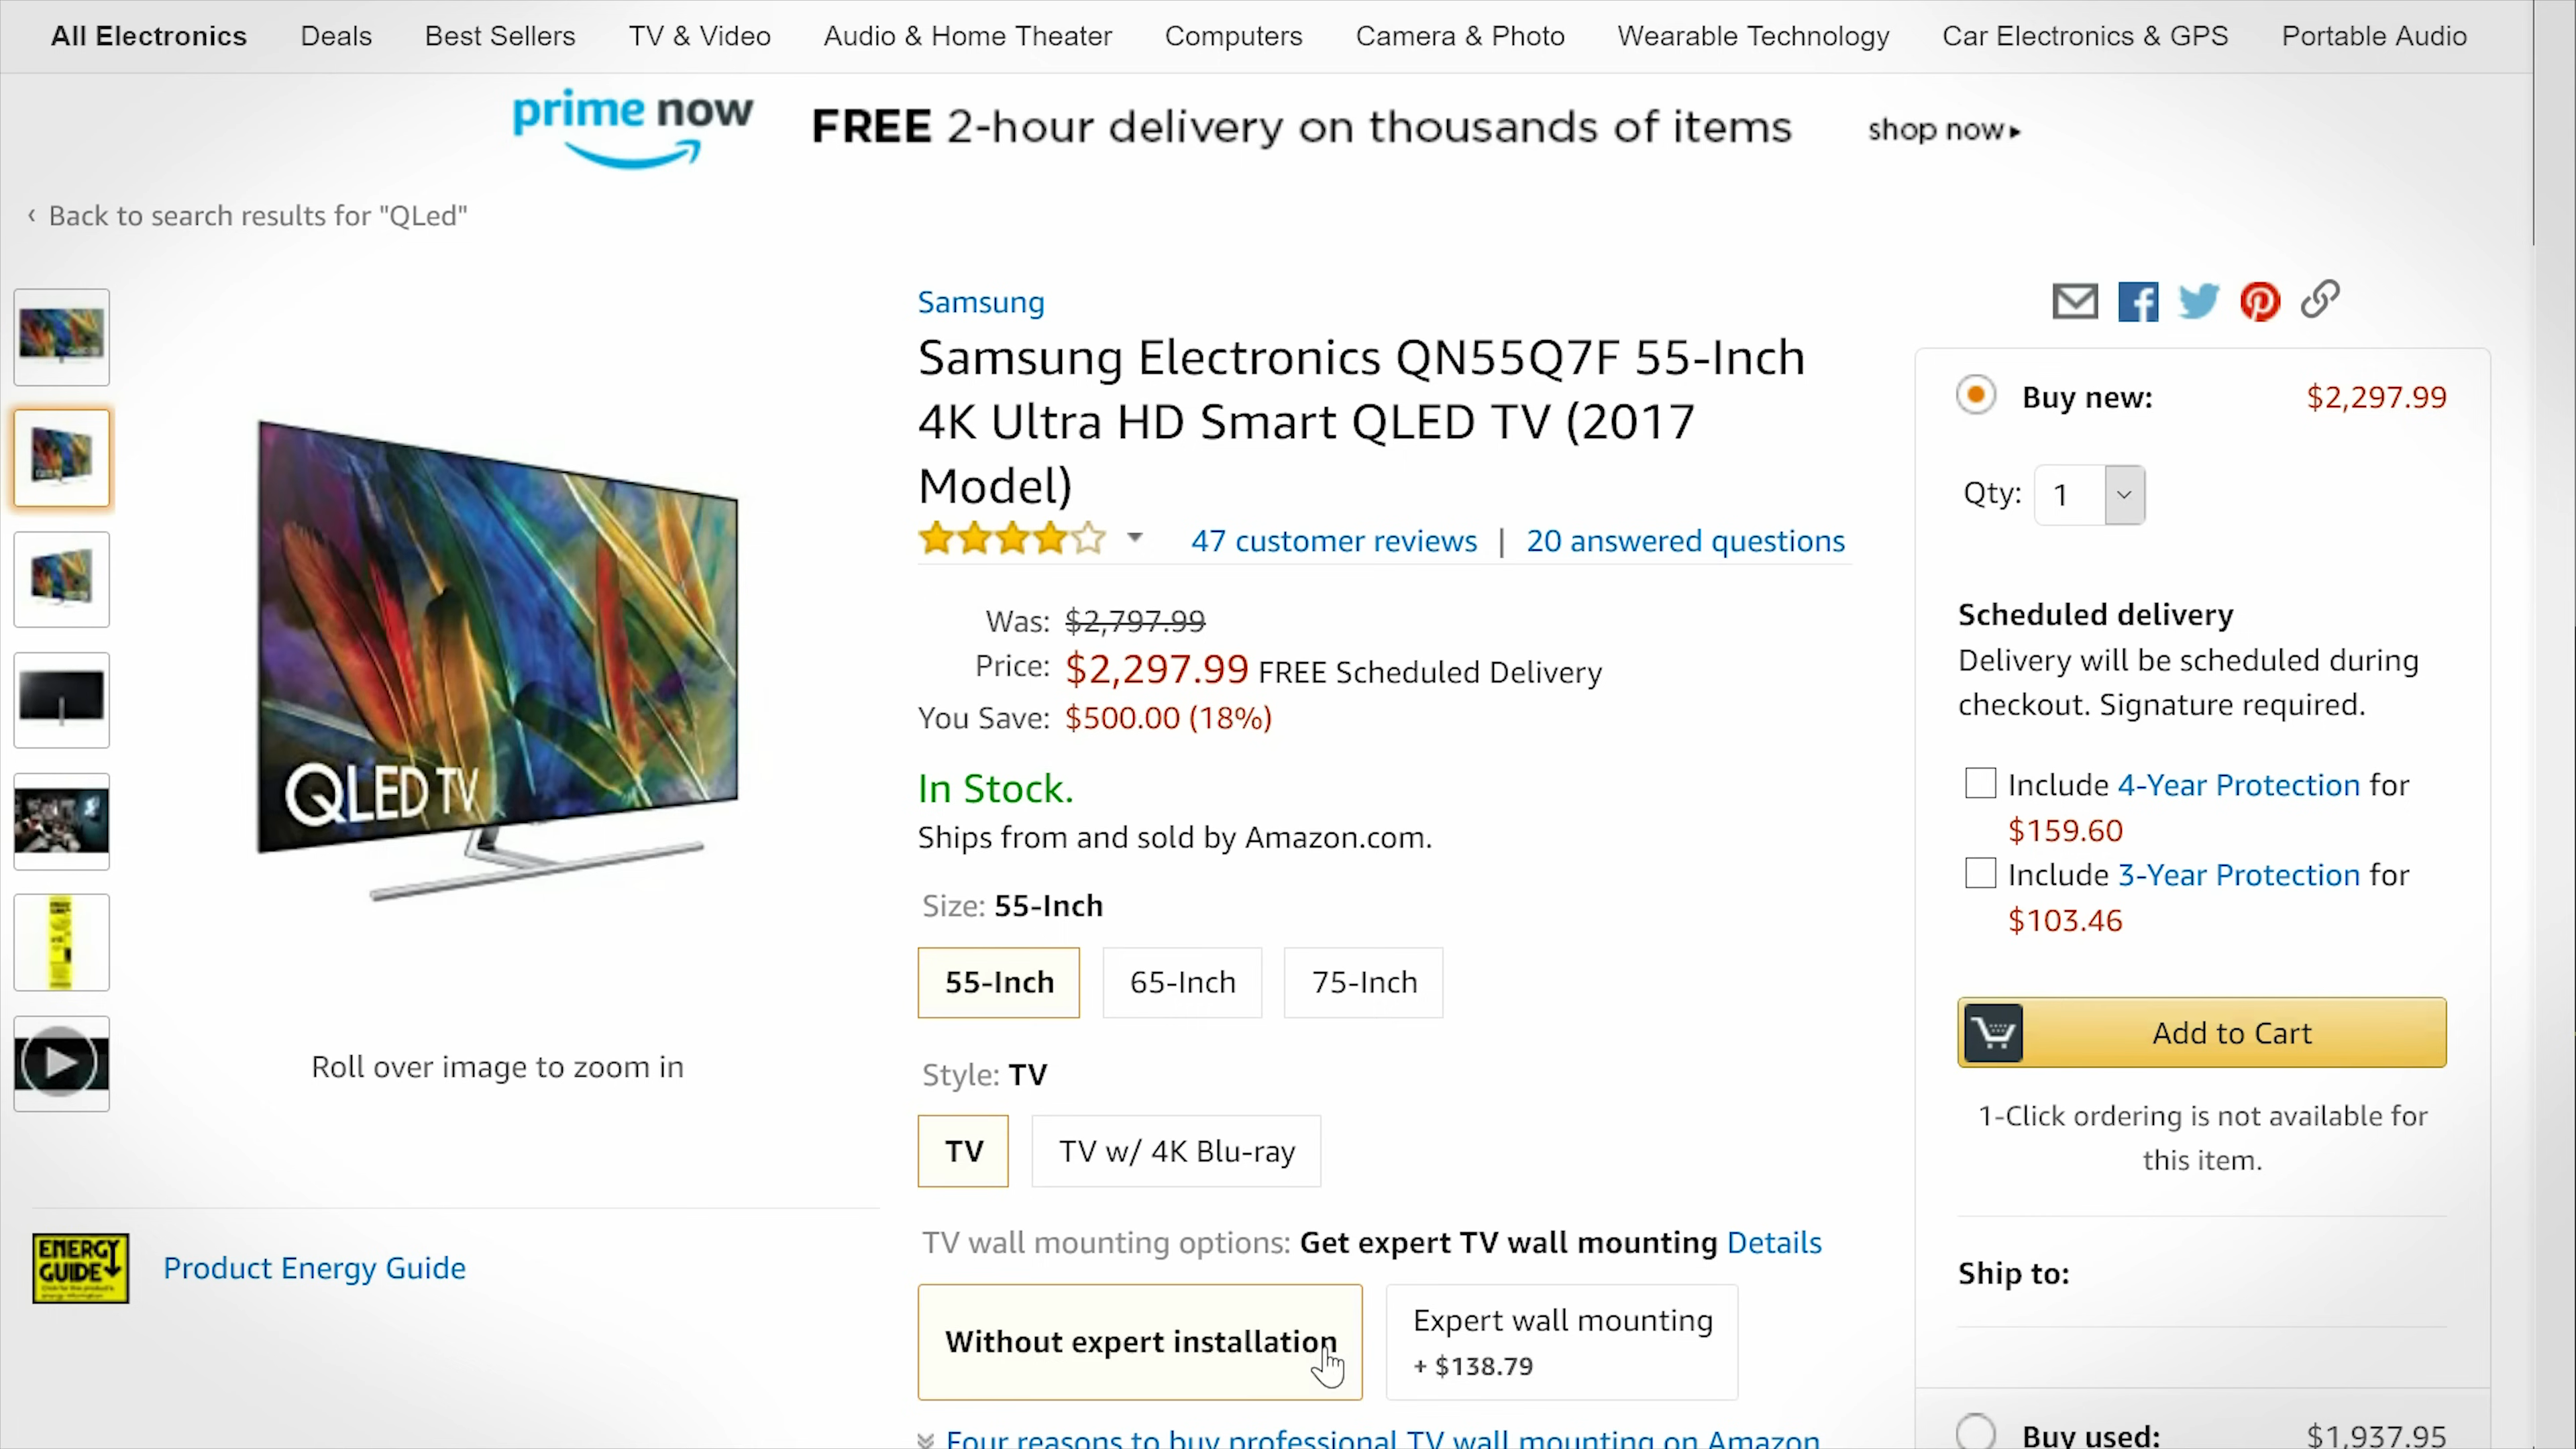 All Electronics Deals Best Sellers TV & Video Audio & Home Theater Computers Camera & Photo Wearable Technology Car Electronics & GPS Portable Audio
prime now FREE 2-hour delivery on thousands of items shop now▸
‹ Back to search results for "QLed"
QLED TV
Roll over image to zoom in
ENERGY
GUIDE
Product Energy Guide
Samsung
Samsung Electronics QN55Q7F 55-Inch
4K Ultra HD Smart QLED TV (2017
Model)
47 customer reviews | 20 answered questions
Was: $2,797.99
Price: $2,297.99 FREE Scheduled Delivery
You Save: $500.00 (18%)
In Stock.
Ships from and sold by Amazon.com.
Size: 55-Inch
55-Inch 65-Inch 75-Inch
Style: TV
TV TV w/ 4K Blu-ray
TV wall mounting options: Get expert TV wall mounting Details
Without expert installation
Expert wall mounting
+ $138.79
Four reasons to buy professional TV wall mounting on Amazon
Buy new: $2,297.99
Qty: 1
Scheduled delivery
Delivery will be scheduled during
checkout. Signature required.
Include 4-Year Protection for
$159.60
Include 3-Year Protection for
$103.46
Add to Cart
1-Click ordering is not available for
this item.
Ship to:
Buy used: $1,937.95